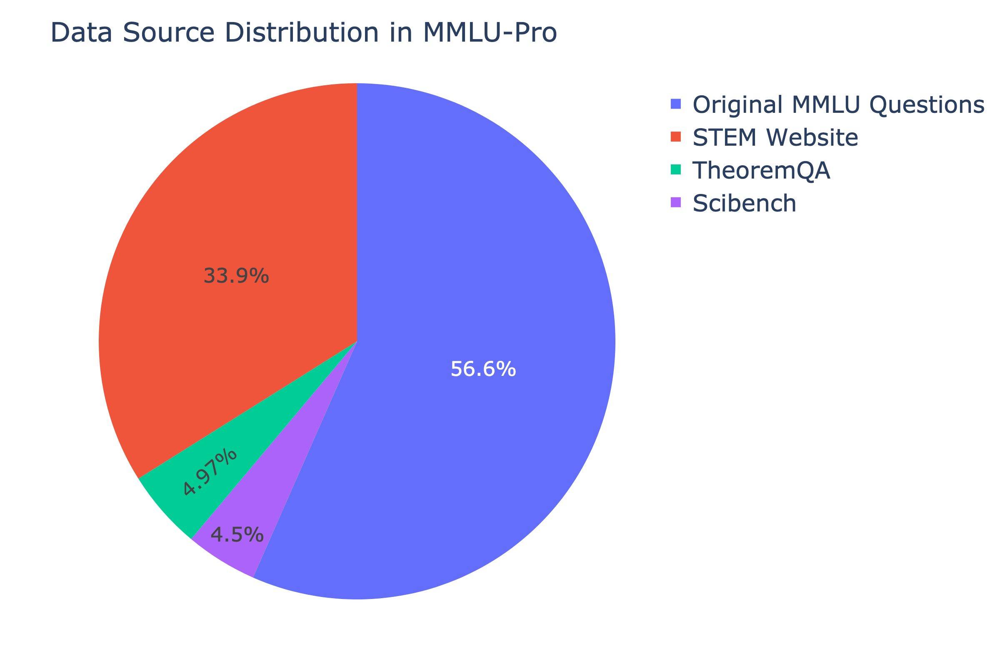 Data Source Distribution in MMLU-Pro
Original MMLU Questions
STEM Website
TheoremQA
Scibench
33.9%
56.6%
4.97%
4.5%